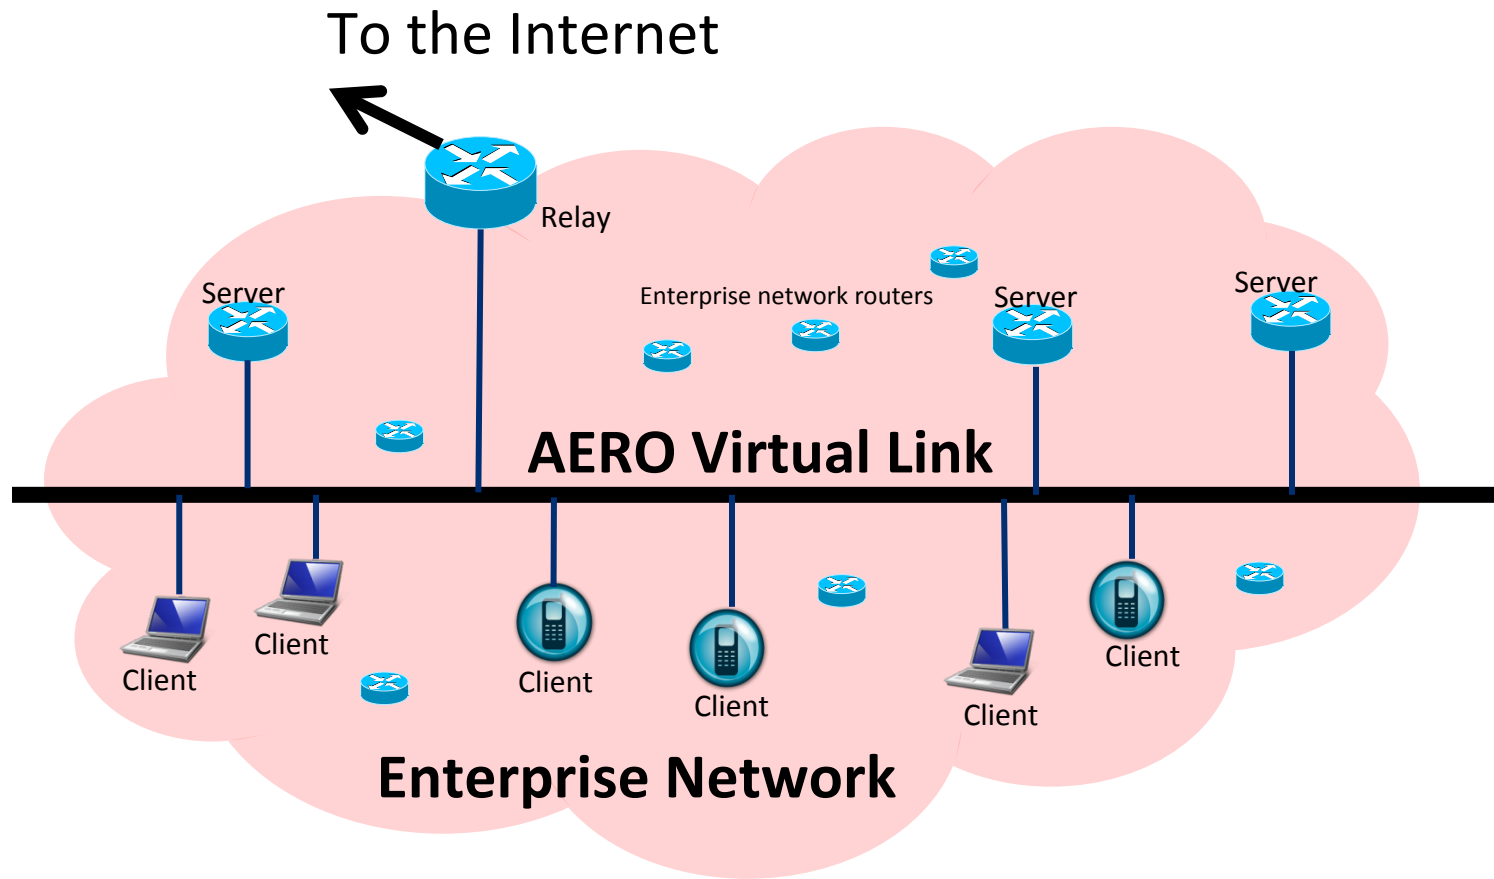 To the Internet
Relay
Server
Enterprise network routers
Server
Server
AERO Virtual Link
Client
Client
Client
Client
Client
Client
Enterprise Network